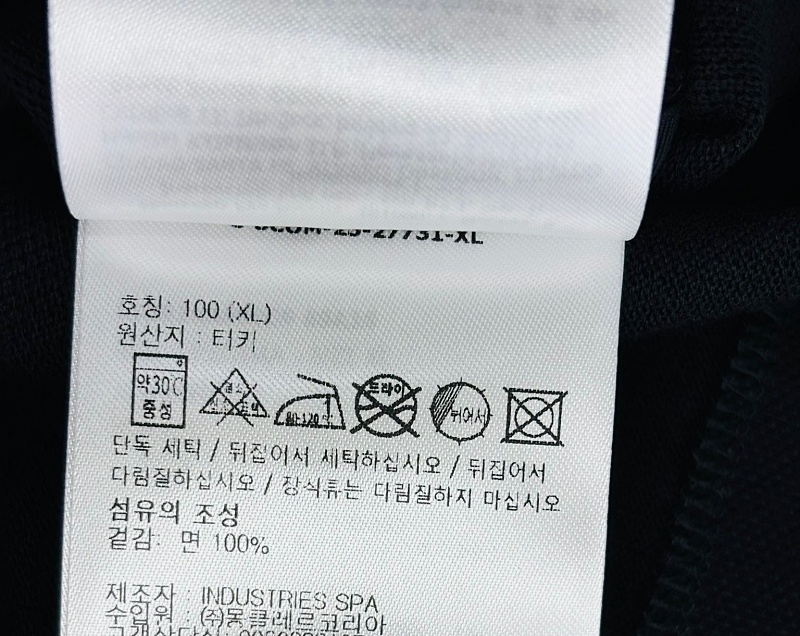 호칭: 100 (XL)
원산지 : 터키
약30℃
중성
드라이
뉘어서
단독 세탁 / 뒤집어서 세탁하십시오 / 뒤집어서
다림질하십시오 / 장식류는 다림질하지 마십시오
섬유의 조성
겉감: 면 100%
제조자 : INDUSTRIES SPA
수입원 : ㈜몽클레르코리아